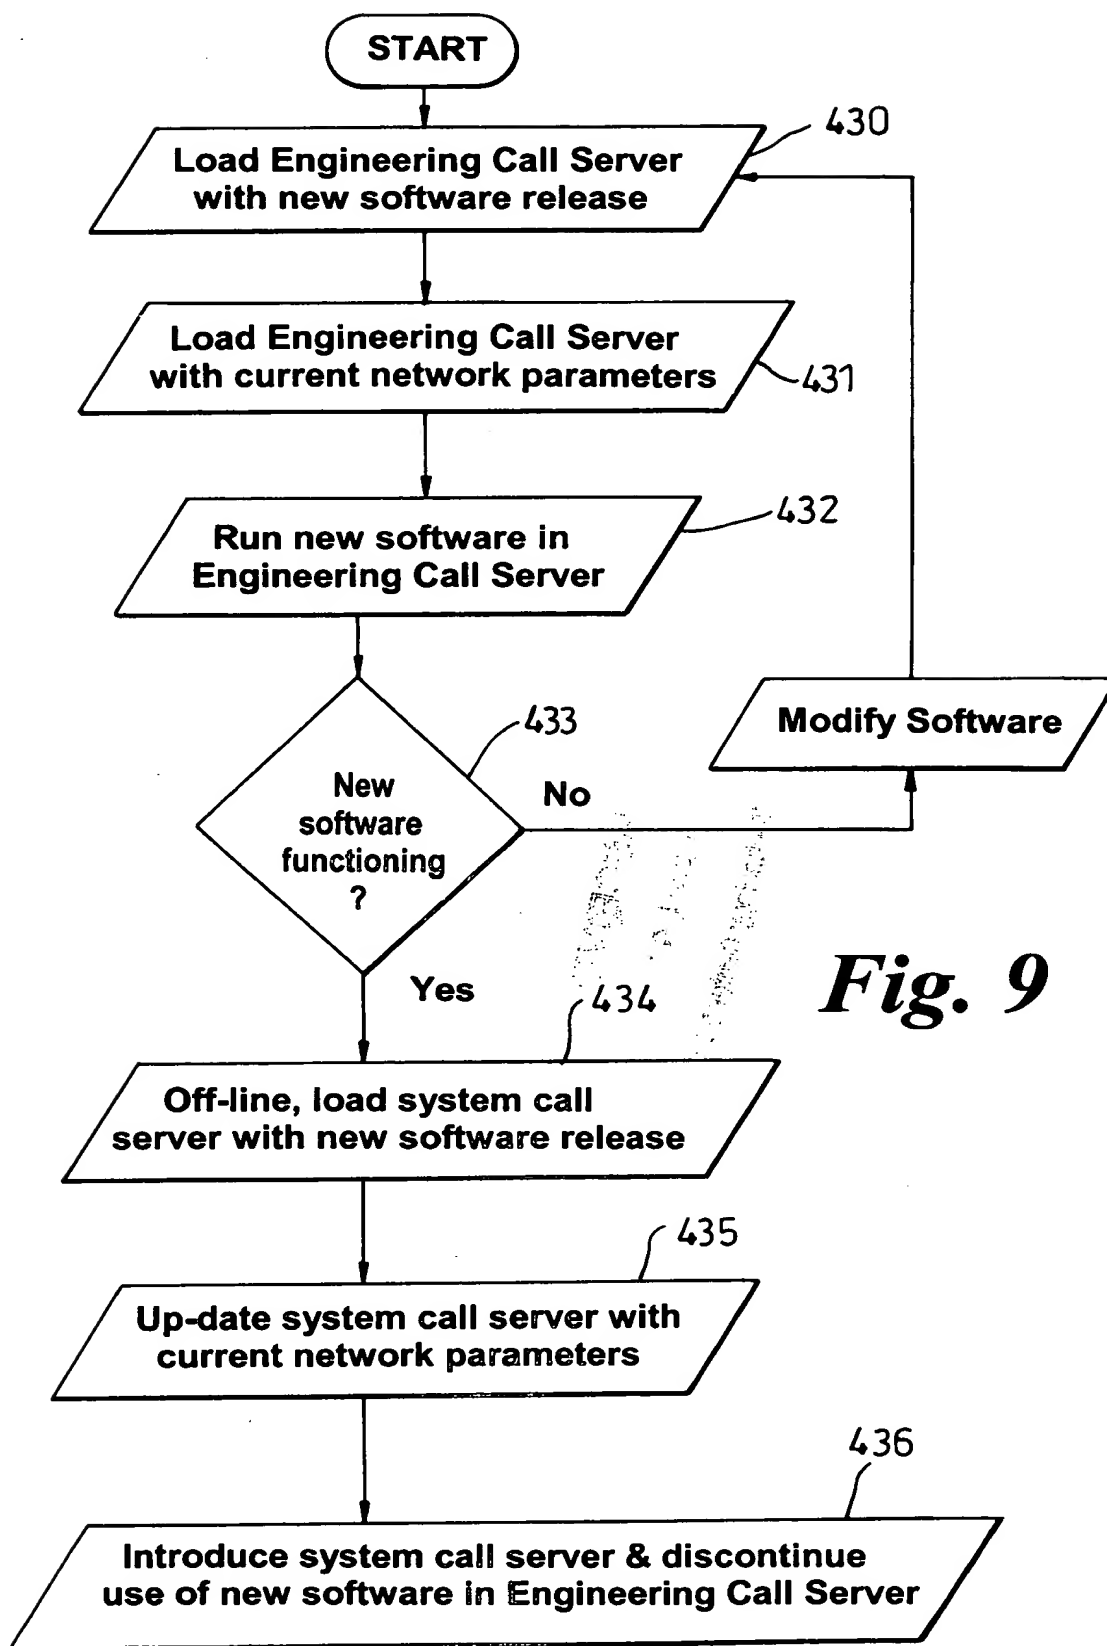 START
430
Load Engineering Call Server
with new software release
Load Engineering Call Server
with current network parameters
431
432
Run new software in
Engineering Call Server
433
Modify Software
New
software
functioning
?
No
Yes
Fig. 9
434
Off-line, load system call
server with new software release
435
Up-date system call server with
current network parameters
436
Introduce system call server & discontinue
use of new software in Engineering Call Server